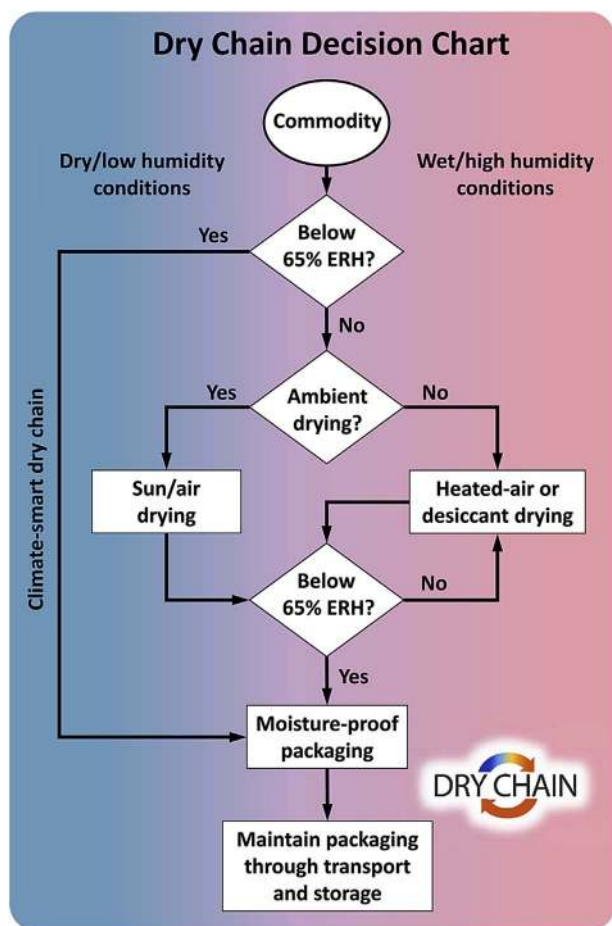 Dry Chain Decision Chart
Commodity
Dry/low humidity
conditions
Wet/high humidity
conditions
Yes
Below
65% ERH?
No
Yes
Ambient
drying?
No
Sun/air
drying
Heated-air or
desiccant drying
Climate-smart dry chain
Below
65% ERH?
No
Yes
Moisture-proof
packaging
DRY CHAIN
Maintain packaging
through transport
and storage